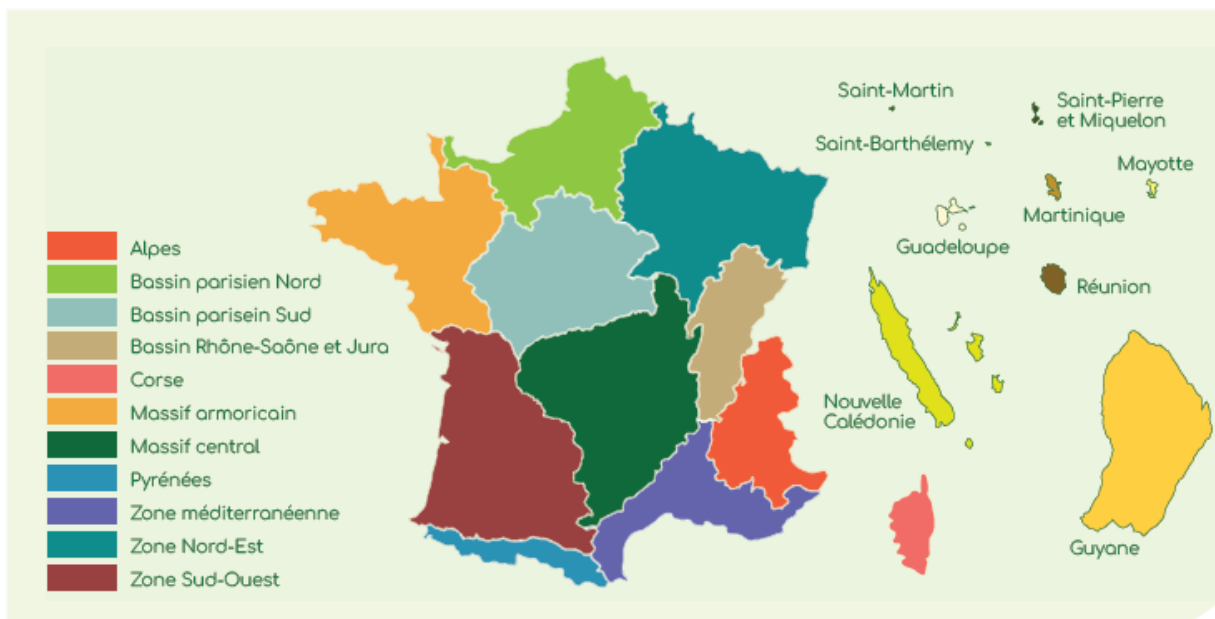 Alpes
Bassin parisien Nord
Bassin parisein Sud
Bassin Rhône-Saône et Jura
Corse
Massif armoricain
Massif central
Pyrénées
Zone méditerranéenne
Zone Nord-Est
Zone Sud-Ouest
Saint-Martin
Saint-Pierre
et Miquelon
Saint-Barthélemy
Mayotte
Martinique
Guadeloupe
Réunion
Nouvelle
Calédonie
Guyane